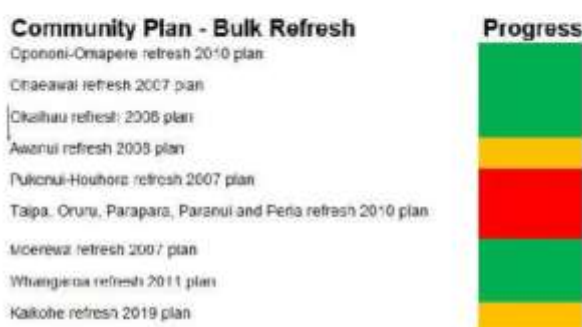 Community Plan - Bulk Refresh Progress
Opononi-Omapere refresh 2010 plan
Ohaeawai refresh 2007 plan
Okaihau refresh 2008 plan
Awanui refresh 2008 plan
Pukenui-Houhora refresh 2007 plan
Taipa, Oruru, Parapara, Paranui and Peria refresh 2010 plan
Moerewa refresh 2007 plan
Whangaroa refresh 2011 plan
Kaikohe refresh 2019 plan